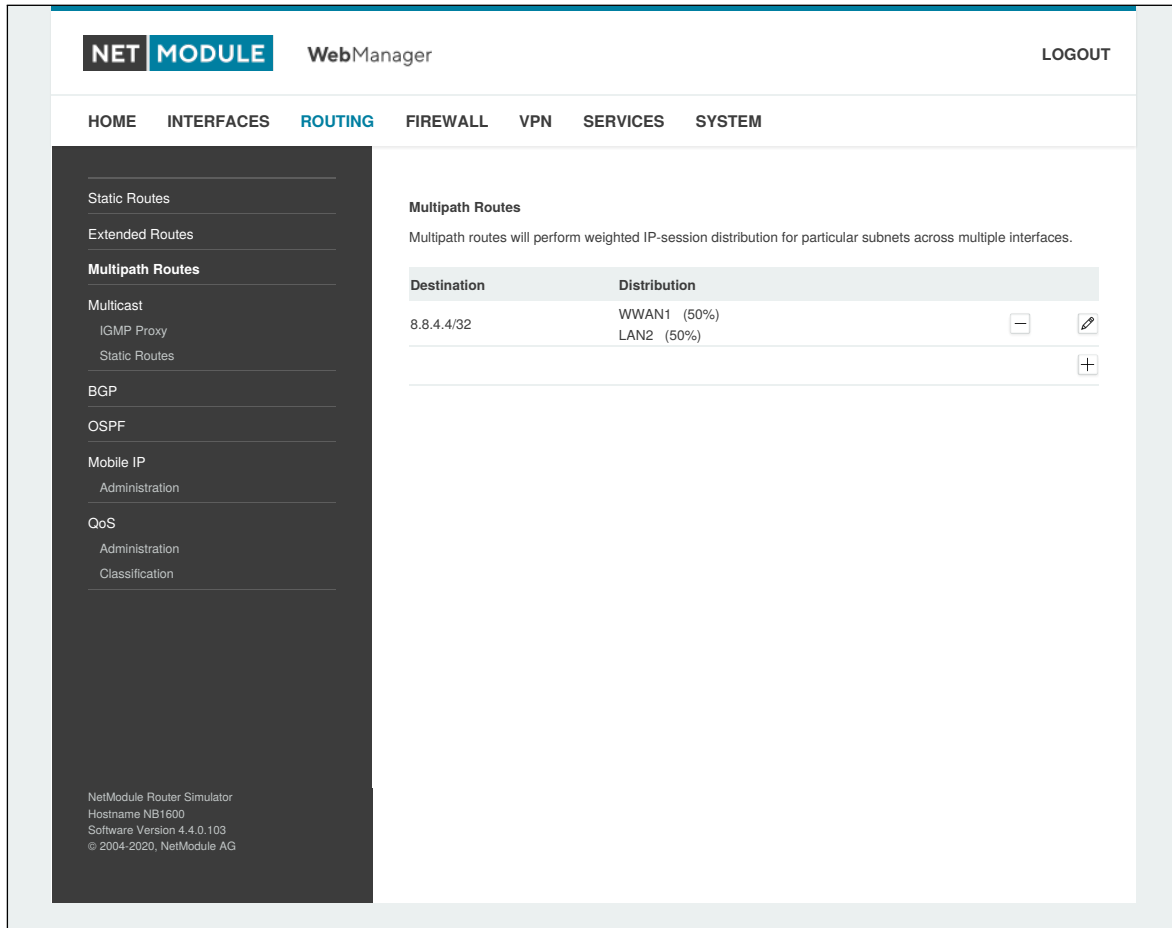 NET MODULE WebManager LOGOUT
HOME INTERFACES ROUTING FIREWALL VPN SERVICES SYSTEM
Static Routes
Extended Routes
Multipath Routes
Multicast
IGMP Proxy
Static Routes
BGP
OSPF
Mobile IP
Administration
QoS
Administration
Classification
NetModule Router Simulator
Hostname NB1600
Software Version 4.4.0.103
© 2004-2020, NetModule AG
Multipath Routes
Multipath routes will perform weighted IP-session distribution for particular subnets across multiple interfaces.
Destination Distribution
8.8.4.4/32 WWAN1 (50%)
LAN2 (50%)